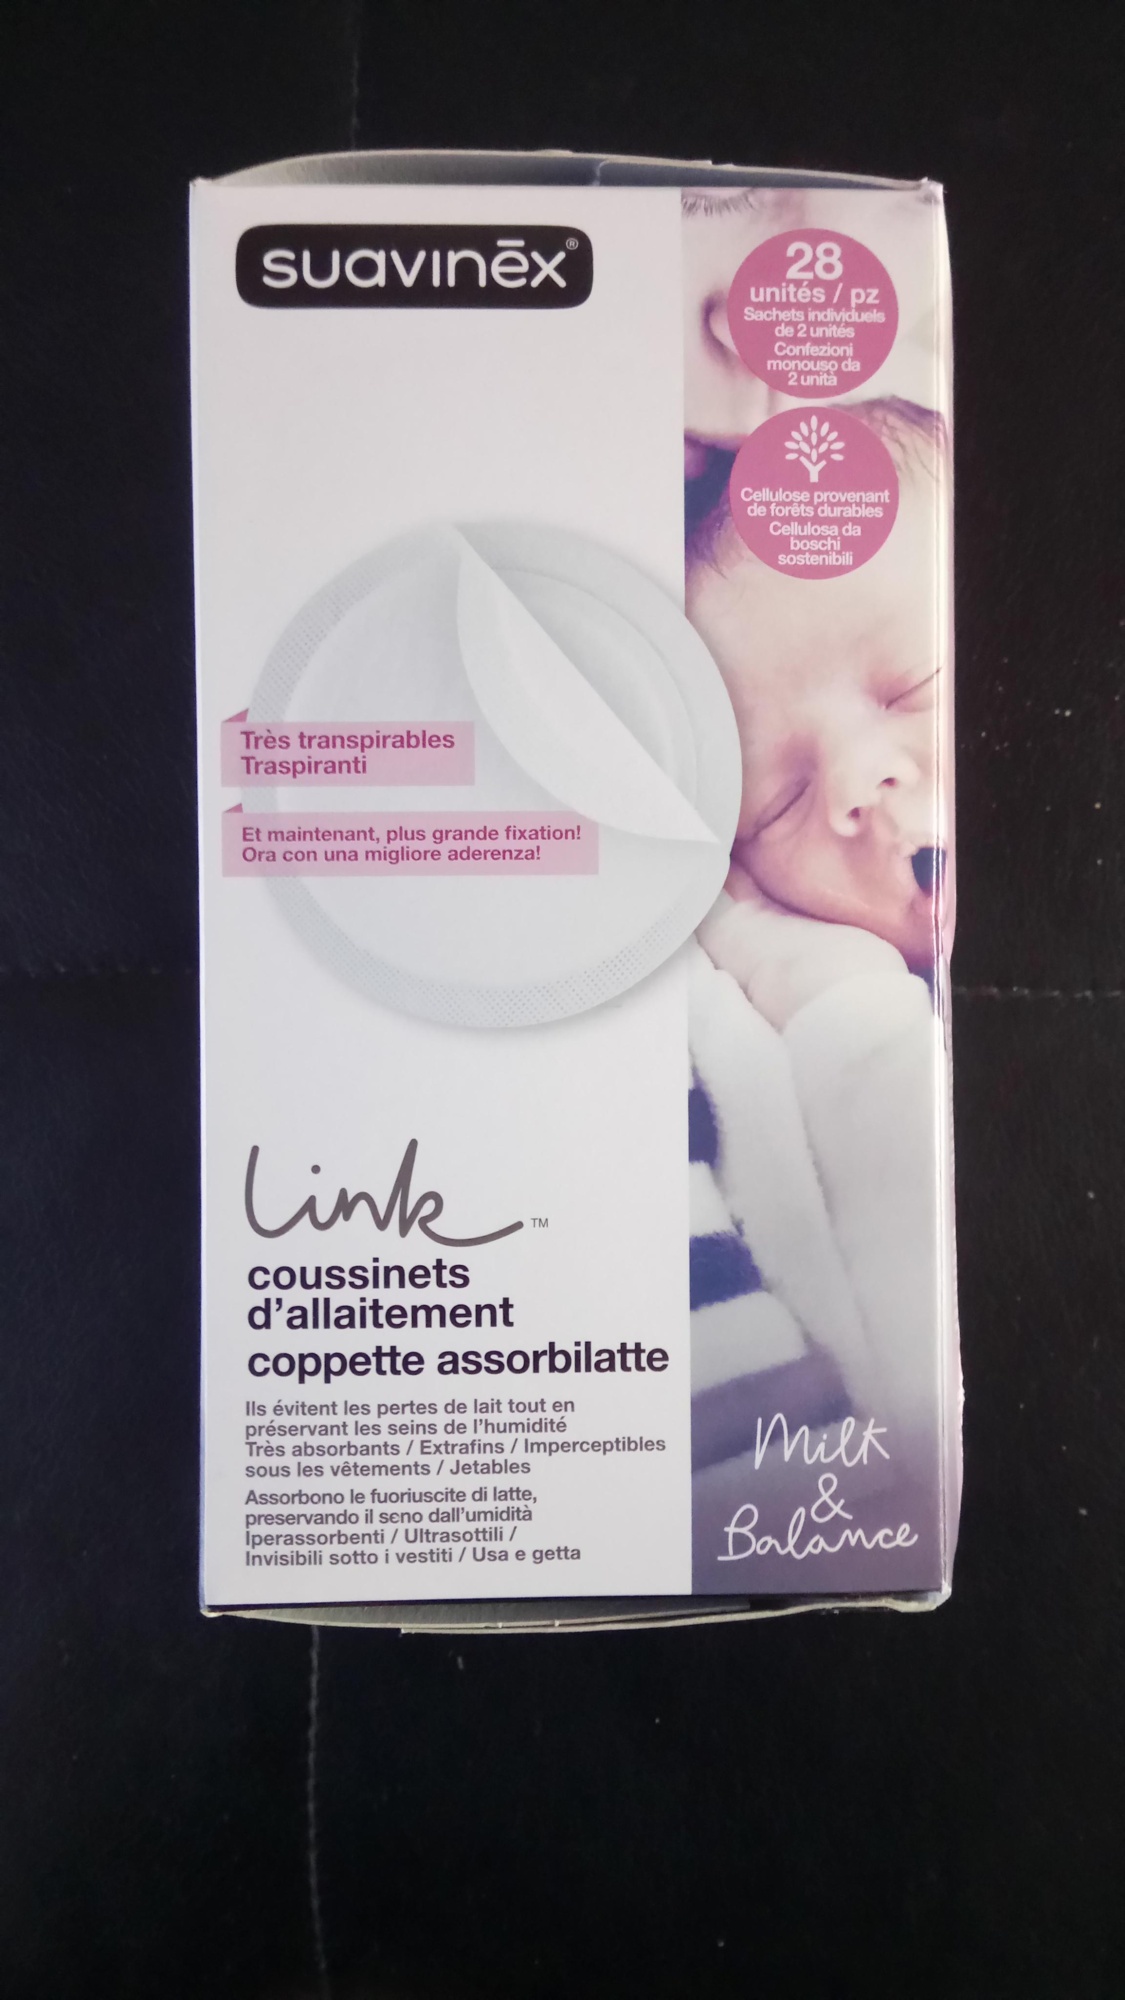 suavinēx®
28
unités / pz
Sachets individuels
de 2 unités
Confezioni
monouso da
2 unità
Cellulose provenant
de forêts durables
Cellulosa da
boschi
sostenibili
Très transpirables
Traspiranti
Et maintenant, plus grande fixation!
Ora con una migliore aderenza!
Link™
coussinets
d'allaitement
coppette assorbilatte
Ils évitent les pertes de lait tout en
préservant les seins de l'humidité
Très absorbants / Extrafins / Imperceptibles
sous les vêtements / Jetables
Assorbono le fuoriuscite di latte,
preservando il seno dall'umidità
Iperassorbenti / Ultrasottili /
Invisibili sotto i vestiti / Usa e getta
Milk
&
Balance